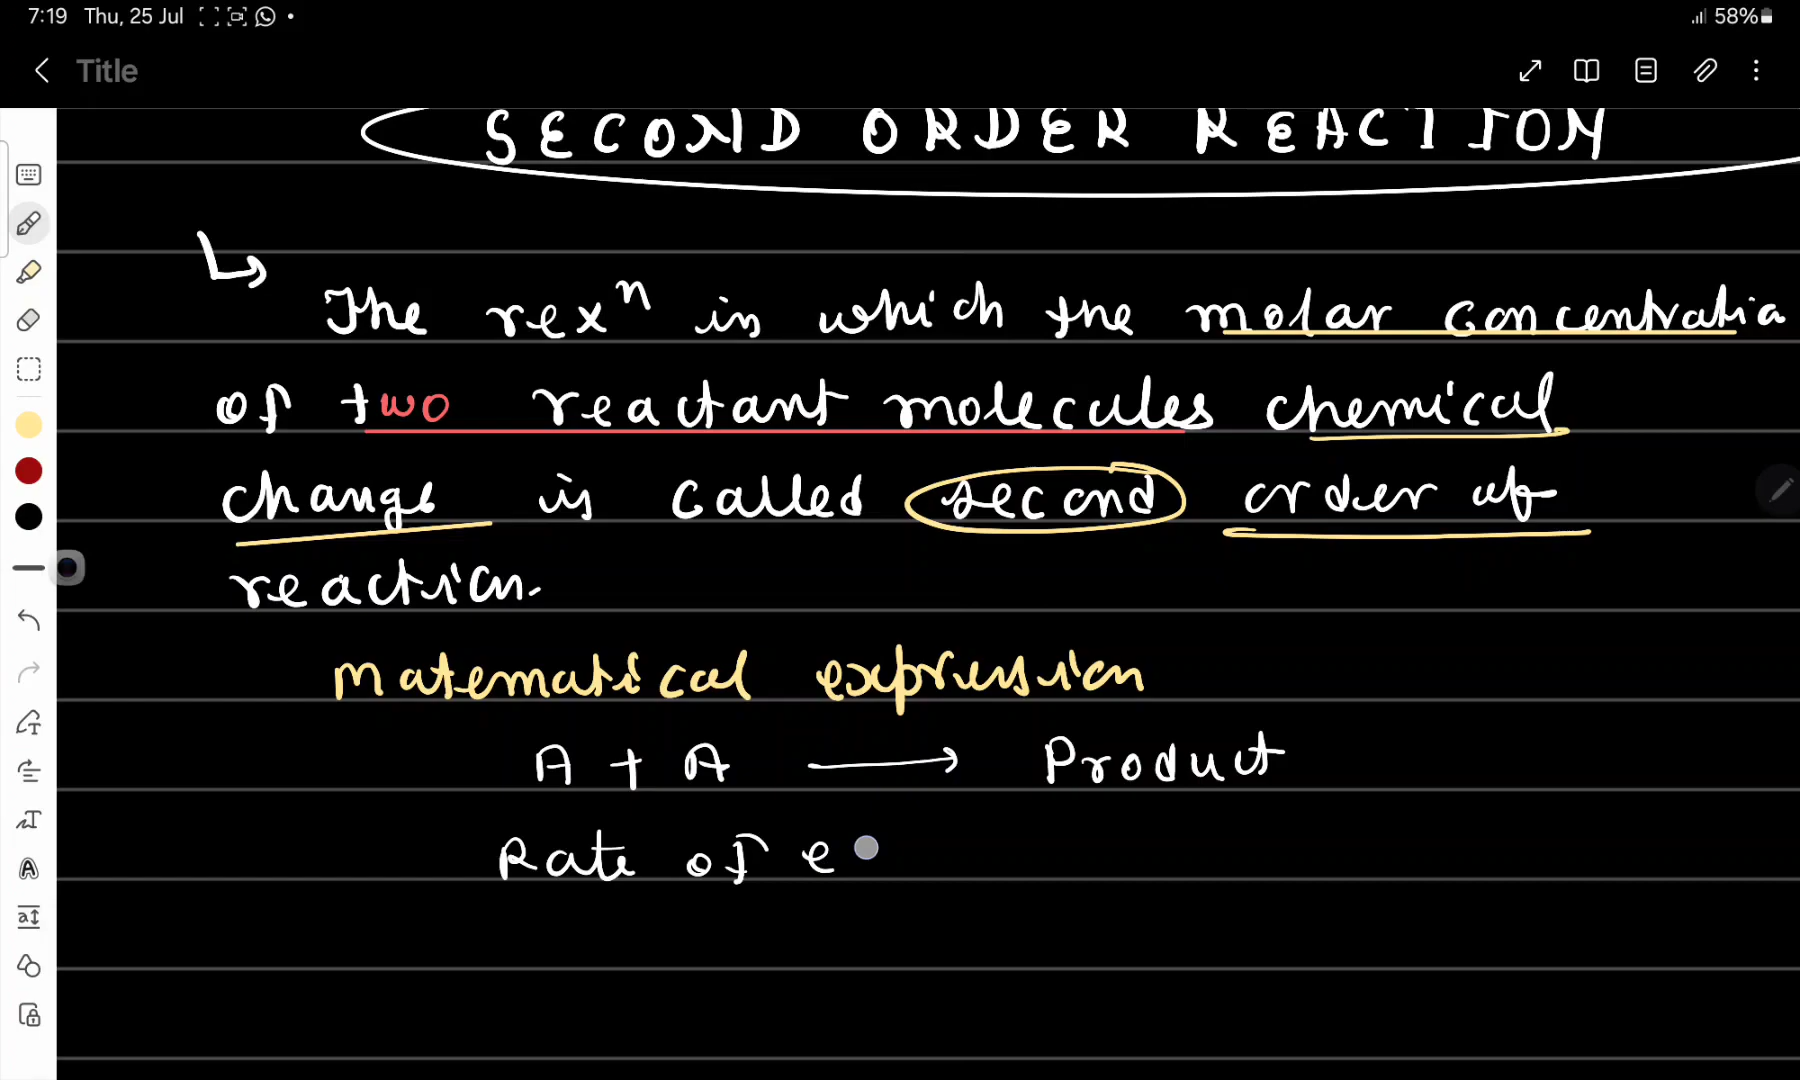 7:19 Thu, 25 Jul 58%
Title
SECOND ORDER REACTION
The rexⁿ in which the molar concentratio
of two reactant molecules chemical
change is called second order of
reaction.
Matematical expression
A + A → Product
Rate of e